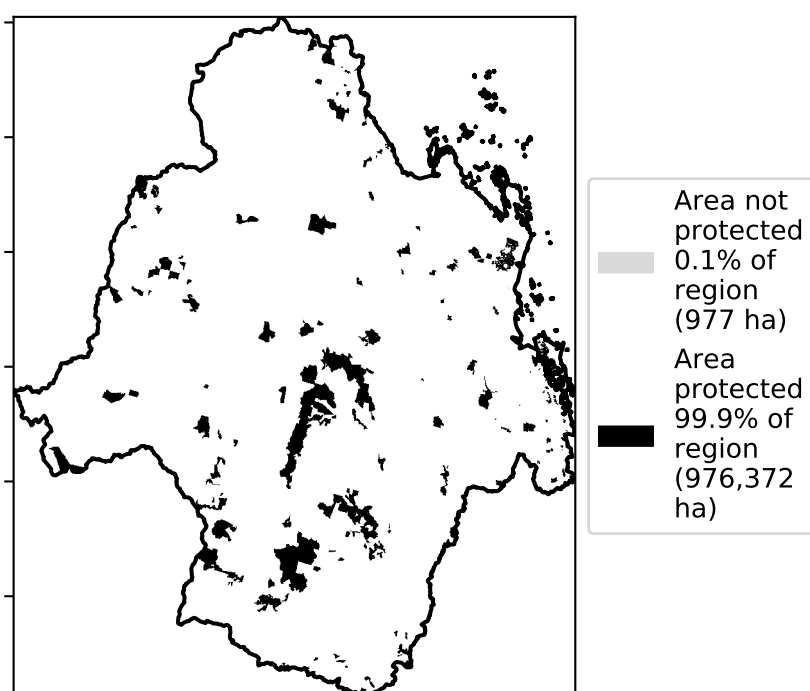 Area not
protected
0.1% of
region
(977 ha)
Area
protected
99.9% of
region
(976,372
ha)